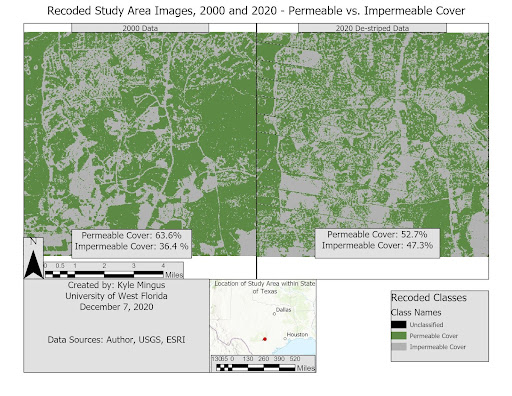 Recoded Study Area Images, 2000 and 2020 - Permeable vs. Impermeable Cover
2000 Data
2020 De-striped Data
Permeable Cover: 63.6%
Impermeable Cover: 36.4 %
Permeable Cover: 52.7%
Impermeable Cover: 47.3%
N
0 0.5 1 2 3 4
Miles
Created by: Kyle Mingus
University of West Florida
December 7, 2020
Data Sources: Author, USGS, ESRI
Location of Study Area within State
of Texas
Dallas
Houston
130 65 0 130 260 390 520
Miles
Recoded Classes
Class Names
Unclassified
Permeable Cover
Impermeable Cover